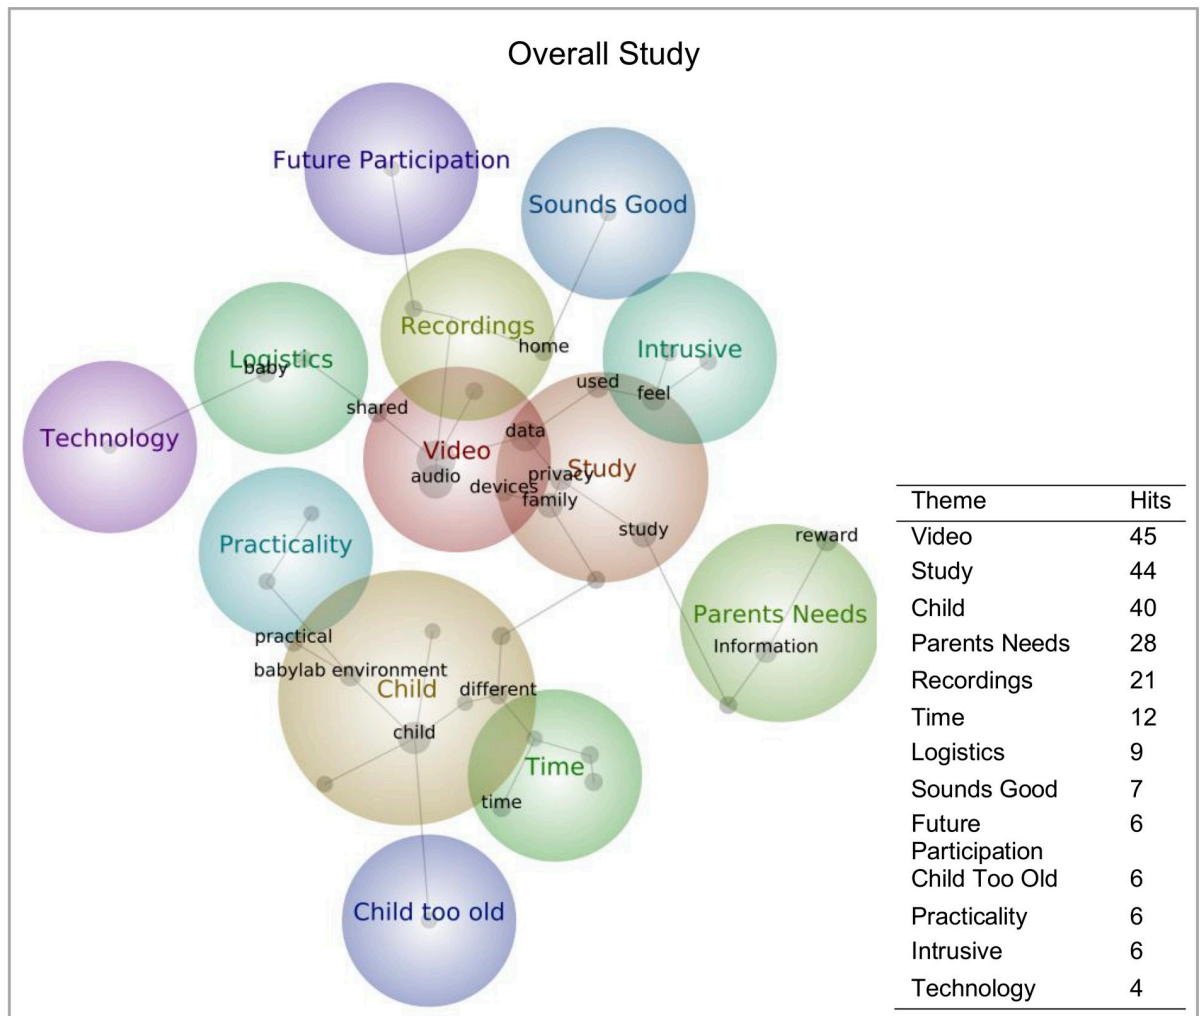 Overall Study
Future Participation
Sounds Good
Recordings
home
Intrusive
Logistics
baby
used
feel
shared
Technology
data
Video
audio
privacy
Study
devices
family
study
Practicality
reward
Parents Needs
Information
practical
babylab environment
Child
different
child
Time
time
Child too old
Theme Hits
Video 45
Study 44
Child 40
Parents Needs 28
Recordings 21
Time 12
Logistics 9
Sounds Good 7
Future 6
Participation
Child Too Old 6
Practicality 6
Intrusive 6
Technology 4